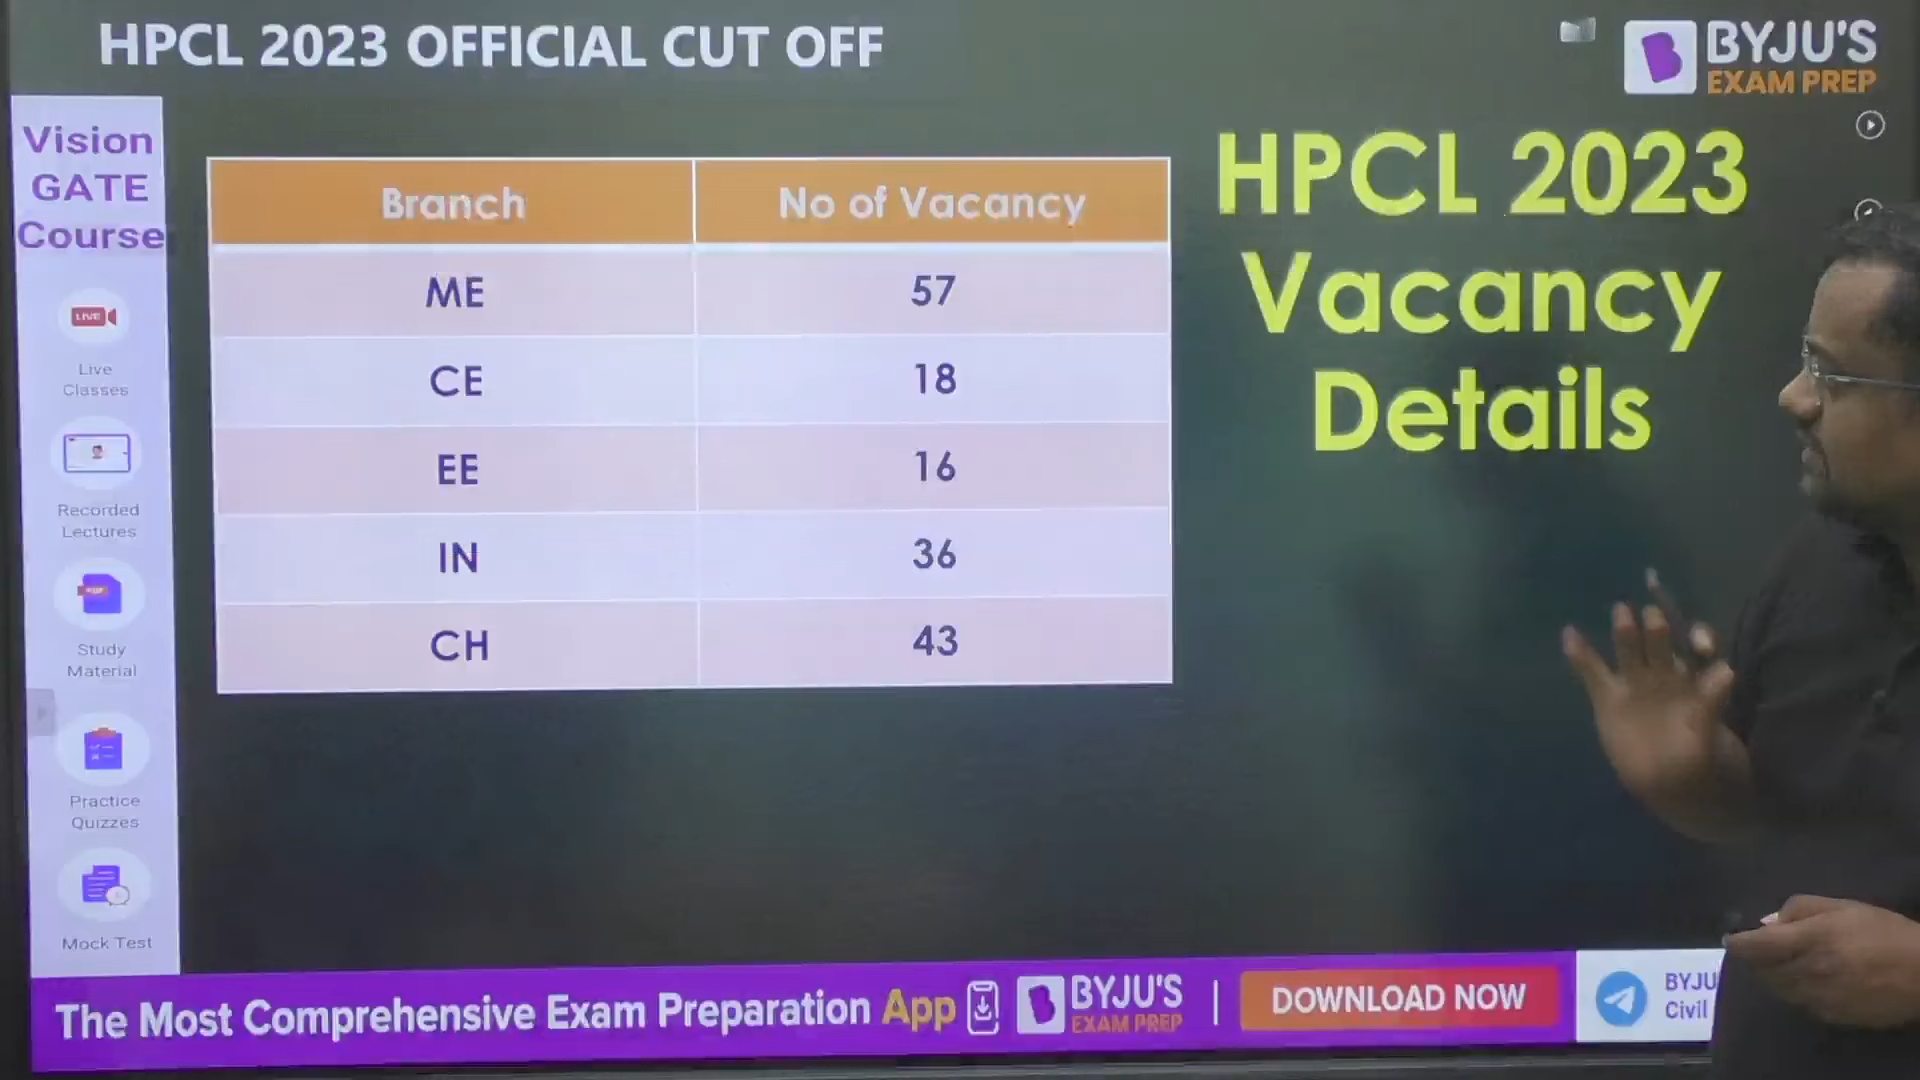 HPCL 2023 OFFICIAL CUT OFF
BYJU'S
EXAM PREP
Vision
GATE
Course
LIVE
Live
Classes
Recorded
Lectures
Study
Material
Practice
Quizzes
Mock Test
Branch No of Vacancy
ME 57
CE 18
EE 16
IN 36
CH 43
HPCL 2023
Vacancy
Details
The Most Comprehensive Exam Preparation App
BYJU'S
EXAM PREP
DOWNLOAD NOW
BYJU
Civil